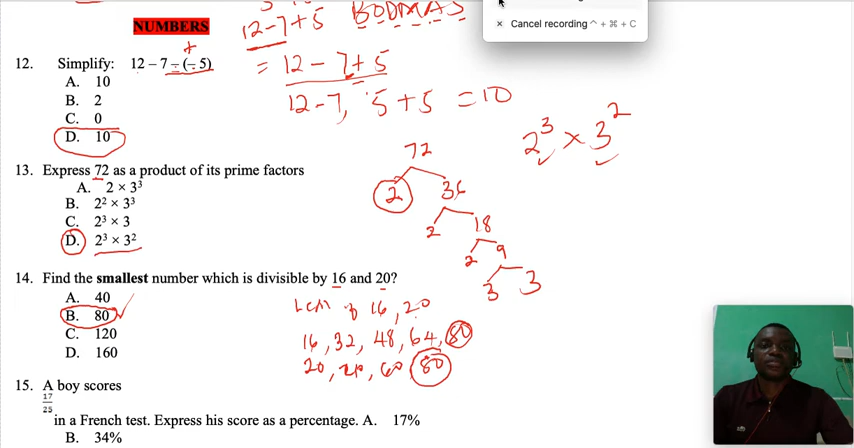 12-7+5 BODMAS
Cancel recording ^ + ⌘ + C
NUMBERS
+
12. Simplify: 12 – 7 – (– 5)
= 12 - 7 + 5
A. 10
B. 2
12-7, 5 + 5 = 10
C. 0
D. 10
2³ × 3²
72
13. Express 72 as a product of its prime factors
A. 2 × 3³
2 36
B. 2² × 3³
C. 2³ × 3
2 18
D. 2³ × 3²
2 9
3 3
14. Find the smallest number which is divisible by 16 and 20?
A. 40
LCM of 16, 20
B. 80
C. 120
16, 32, 48, 64, 80
D. 160
20, 40, 60, 80
15. A boy scores
17
25
in a French test. Express his score as a percentage. A. 17%
B. 34%